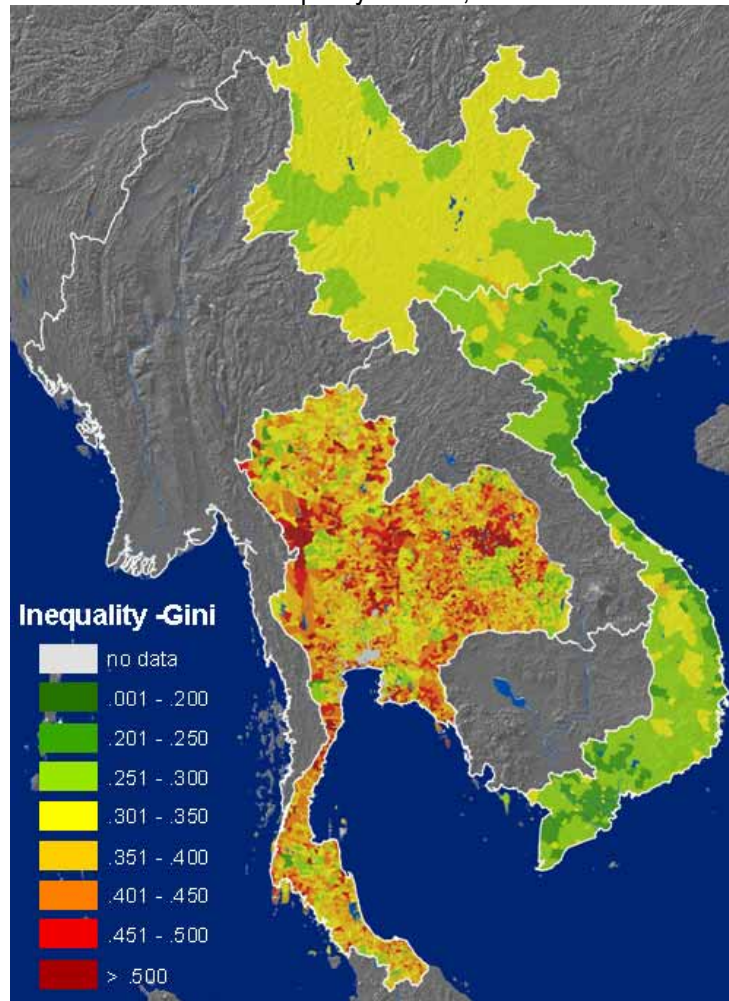 Inequality -Gini
no data
.001 - .200
.201 - .250
.251 - .300
.301 - .350
.351 - .400
.401 - .450
.451 - .500
> .500